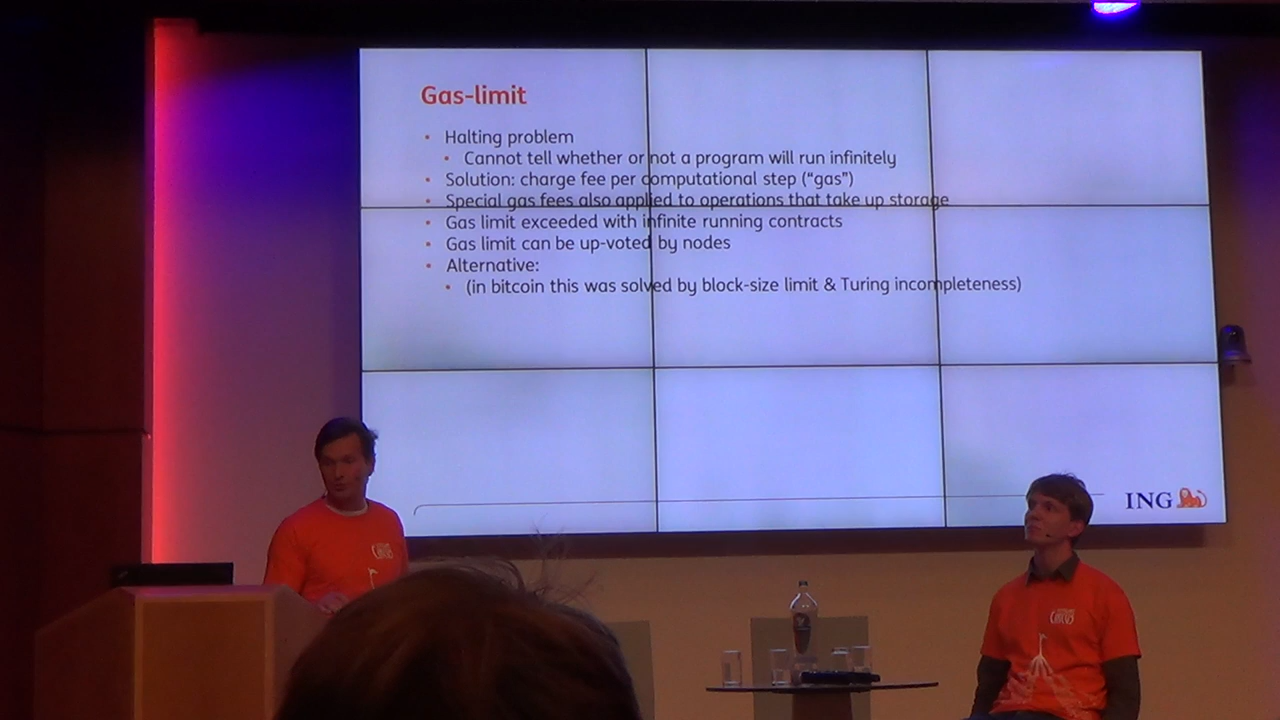 Gas-limit
• Halting problem
• Cannot tell whether or not a program will run infinitely
• Solution: charge fee per computational step (“gas”)
• Special gas fees also applied to operations that take up storage
• Gas limit exceeded with infinite running contracts
• Gas limit can be up-voted by nodes
• Alternative:
• (in bitcoin this was solved by block-size limit & Turing incompleteness)
ING
CIRCUS
CIRCUS